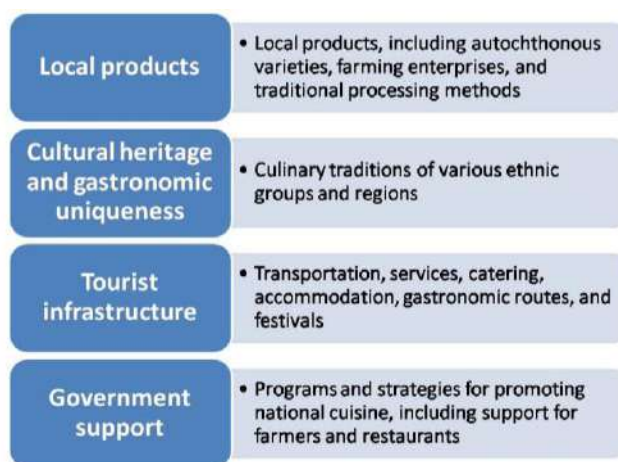 Local products
• Local products, including autochthonous
varieties, farming enterprises, and
traditional processing methods
Cultural heritage
and gastronomic
uniqueness
• Culinary traditions of various ethnic
groups and regions
Tourist
infrastructure
• Transportation, services, catering,
accommodation, gastronomic routes, and
festivals
Government
support
• Programs and strategies for promoting
national cuisine, including support for
farmers and restaurants